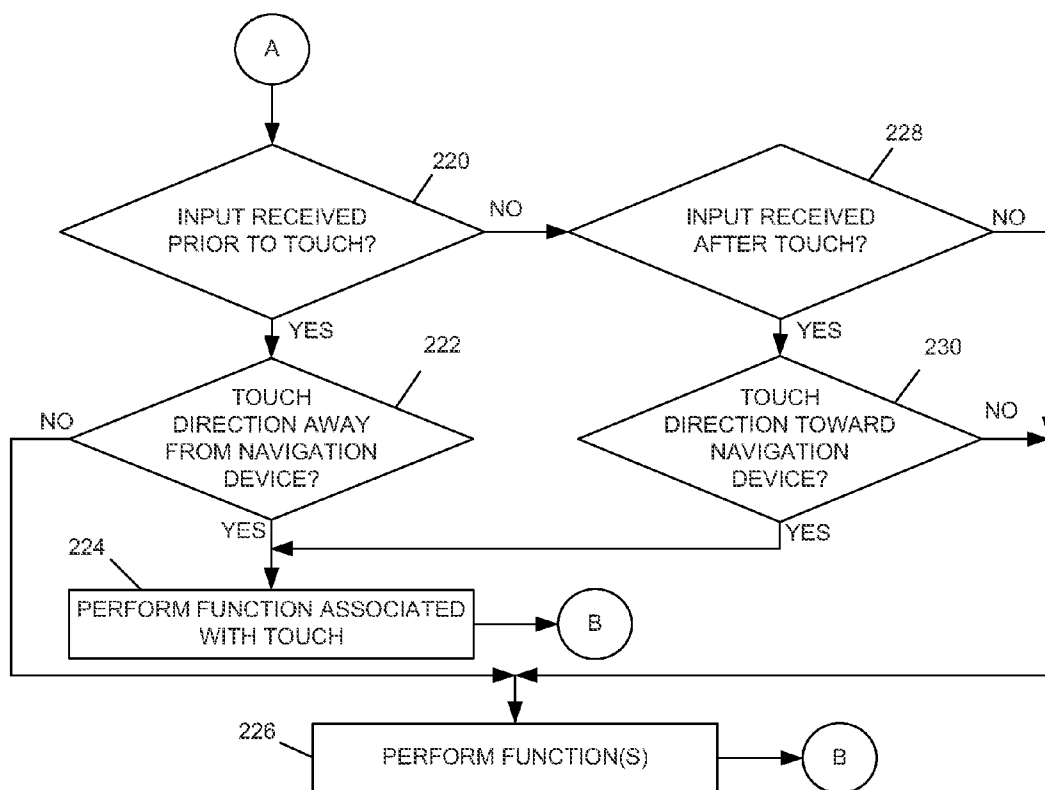 A
220
INPUT RECEIVED
PRIOR TO TOUCH?
NO
YES
228
INPUT RECEIVED
AFTER TOUCH?
NO
YES
222
TOUCH
DIRECTION AWAY
FROM NAVIGATION
DEVICE?
NO
YES
230
TOUCH
DIRECTION TOWARD
NAVIGATION
DEVICE?
NO
YES
224
PERFORM FUNCTION ASSOCIATED
WITH TOUCH
B
226
PERFORM FUNCTION(S)
B